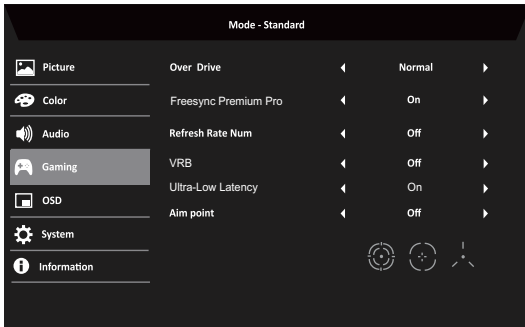 Mode - Standard
Picture
Over Drive Normal
Color
Freesync Premium Pro On
Audio
Refresh Rate Num Off
Gaming
VRB Off
Ultra-Low Latency On
OSD
Aim point Off
System
Information